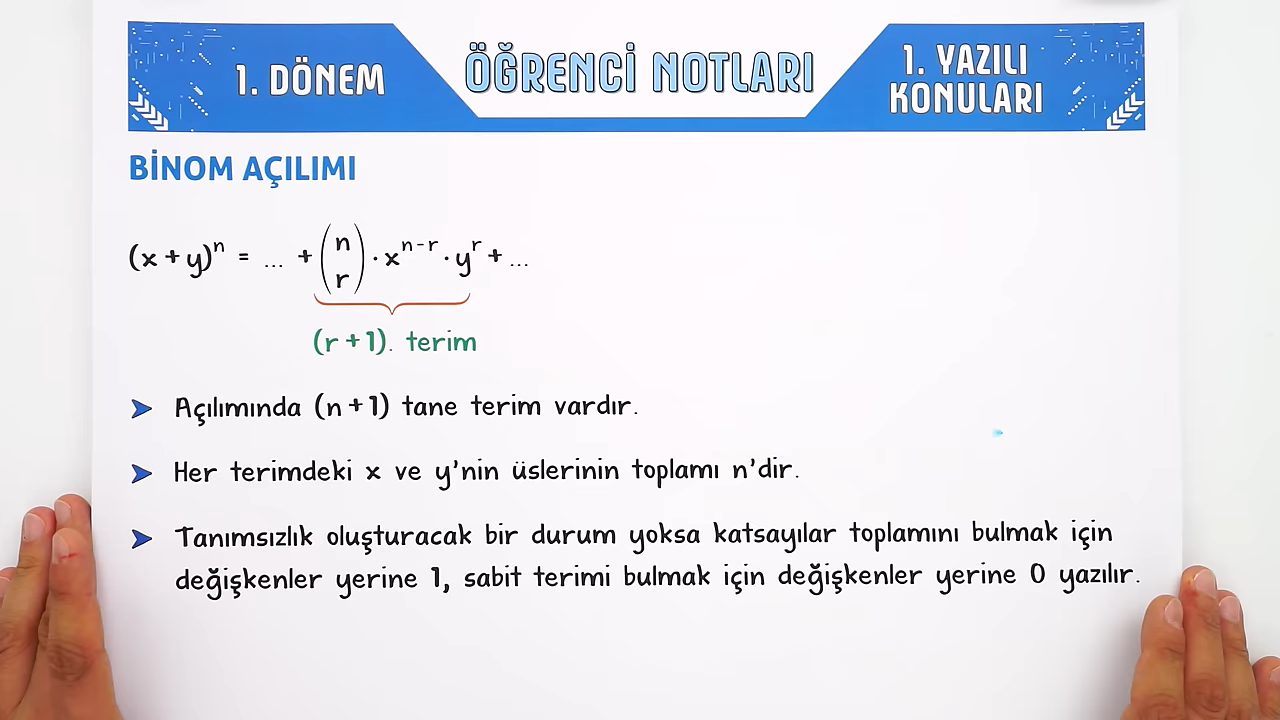 1. DÖNEM
ÖĞRENCİ NOTLARI
1. YAZILI
KONULARI
BİNOM AÇILIMI
(x + y)ⁿ = ... + (n r) · xⁿ⁻ʳ · yʳ + ...
(r + 1). terim
➤ Açılımında (n + 1) tane terim vardır.
➤ Her terimdeki x ve y'nin üslerinin toplamı n'dir.
➤ Tanımsızlık oluşturacak bir durum yoksa katsayılar toplamını bulmak için
değişkenler yerine 1, sabit terimi bulmak için değişkenler yerine 0 yazılır.